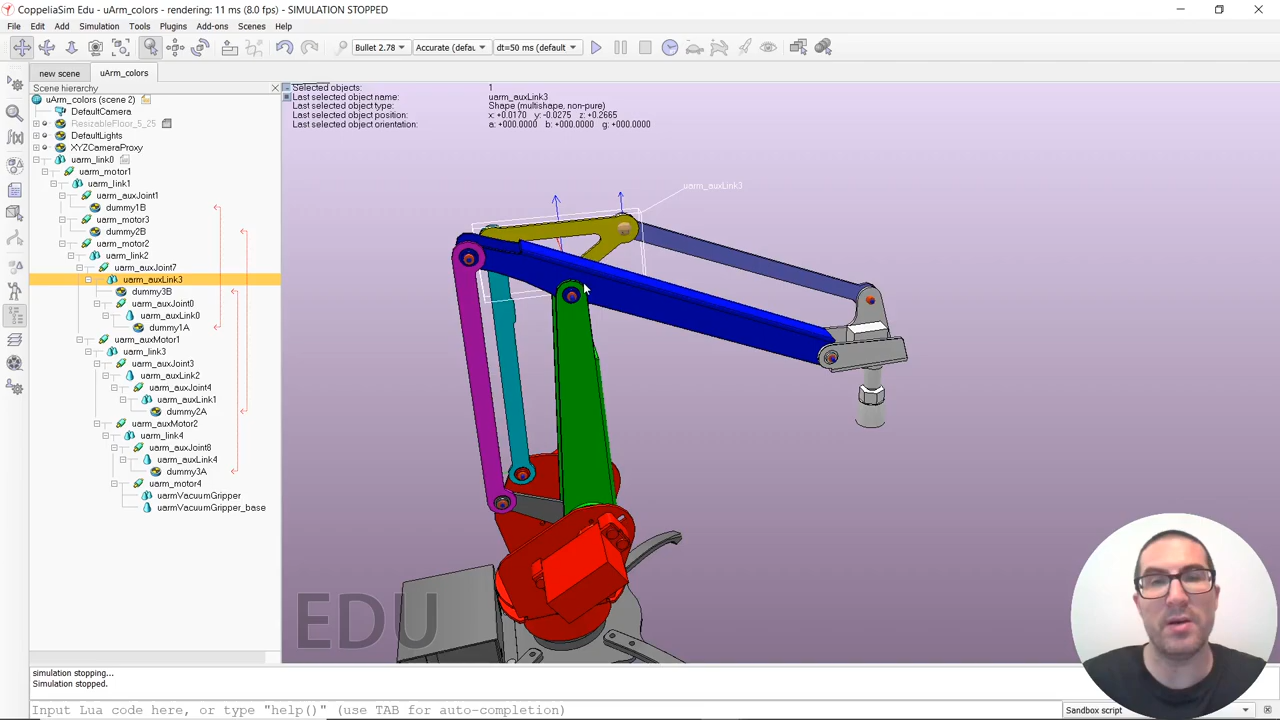 CoppeliaSim Edu - uArm_colors - rendering: 11 ms (8.0 fps) - SIMULATION STOPPED
File Edit Add Simulation Tools Plugins Add-ons Scenes Help
Bullet 2.78 Accurate (defau dt=50 ms (default)
new scene uArm_colors
Scene hierarchy
uArm_colors (scene 2)
DefaultCamera
ResizableFloor_5_25
DefaultLights
XYZCameraProxy
uarm_link0
uarm_motor1
uarm_link1
uarm_auxJoint1
dummy1B
uarm_motor3
dummy2B
uarm_motor2
uarm_link2
uarm_auxJoint7
uarm_auxLink3
dummy3B
uarm_auxJoint0
uarm_auxLink0
dummy1A
uarm_auxMotor1
uarm_link3
uarm_auxJoint3
uarm_auxLink2
uarm_auxJoint4
uarm_auxLink1
dummy2A
uarm_auxMotor2
uarm_link4
uarm_auxJoint8
uarm_auxLink4
dummy3A
uarm_motor4
uarmVacuumGripper
uarmVacuumGripper_base
Selected objects: 1
Last selected object name: uarm_auxLink3
Last selected object type: Shape (multishape, non-pure)
Last selected object position: x: +0.0170 y: -0.0275 z: +0.2665
Last selected object orientation: a: +000.0000 b: +000.0000 g: +000.0000
uarm_auxLink3
EDU
simulation stopping...
Simulation stopped.
Input Lua code here, or type "help()" (use TAB for auto-completion)
Sandbox script